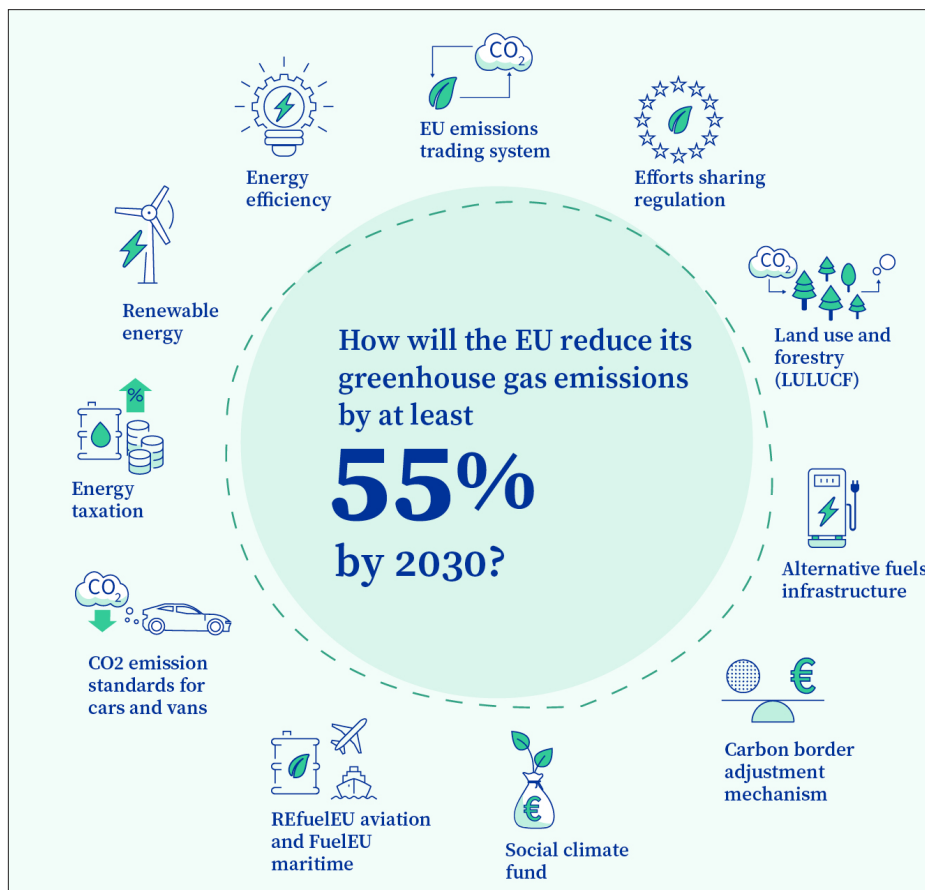 CO2
EU emissions
trading system
Energy
efficiency
Efforts sharing
regulation
Renewable
energy
CO2
Land use and
forestry
(LULUCF)
How will the EU reduce its
greenhouse gas emissions
by at least
55%
by 2030?
%
Energy
taxation
Alternative fuels
infrastructure
CO2
CO2 emission
standards for
cars and vans
€
Carbon border
adjustment
mechanism
REfuelEU aviation
and FuelEU
maritime
€
Social climate
fund